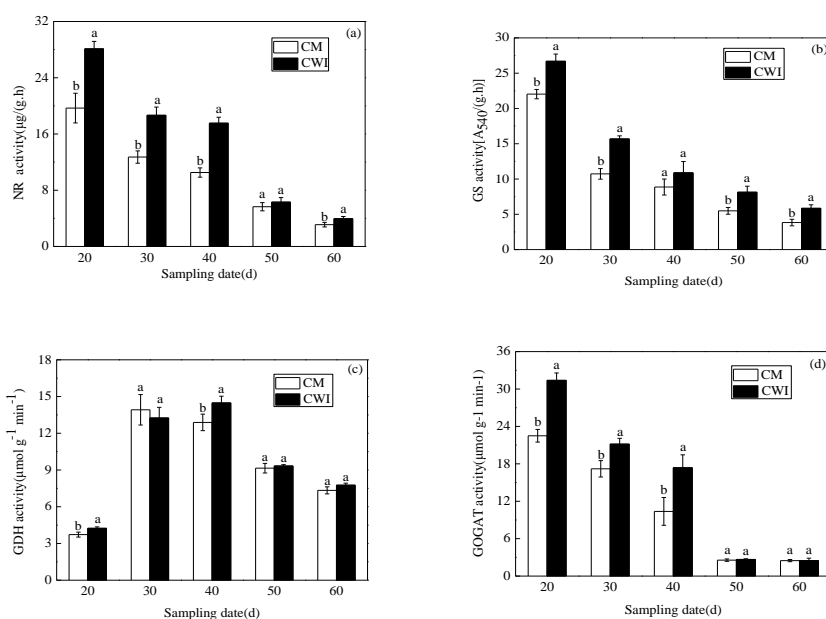 (a)
32
24
16
8
0
NR activity(μg/(g.h)
CM
CWI
b a
b a
b a
a a
b a
20 30 40 50 60
Sampling date(d)
(b)
30
25
20
15
10
5
0
GS activity[A540/(g.h)]
CM
CWI
b a
b a
a a
b a
b a
20 30 40 50 60
Sampling date(d)
(c)
18
15
12
9
6
3
0
GDH activity(μmol g-1 min-1)
CM
CWI
b a
a a
b a
a a
a a
20 30 40 50 60
Sampling date(d)
(d)
36
30
24
18
12
6
0
GOGAT activity(μmol g-1 min-1)
CM
CWI
b a
b a
b a
a a
a a
20 30 40 50 60
Sampling date(d)